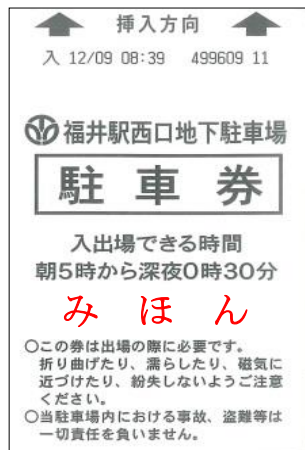 挿入方向
入 12/09 08:39 499609 11
福井駅西口地下駐車場
駐車券
入出場できる時間
朝5時から深夜0時30分
みほん
○この券は出場の際に必要です。
折り曲げたり、濡らしたり、磁気に
近づけたり、紛失しないようご注意
ください。
○当駐車場内における事故、盗難等は
一切責任を負いません。